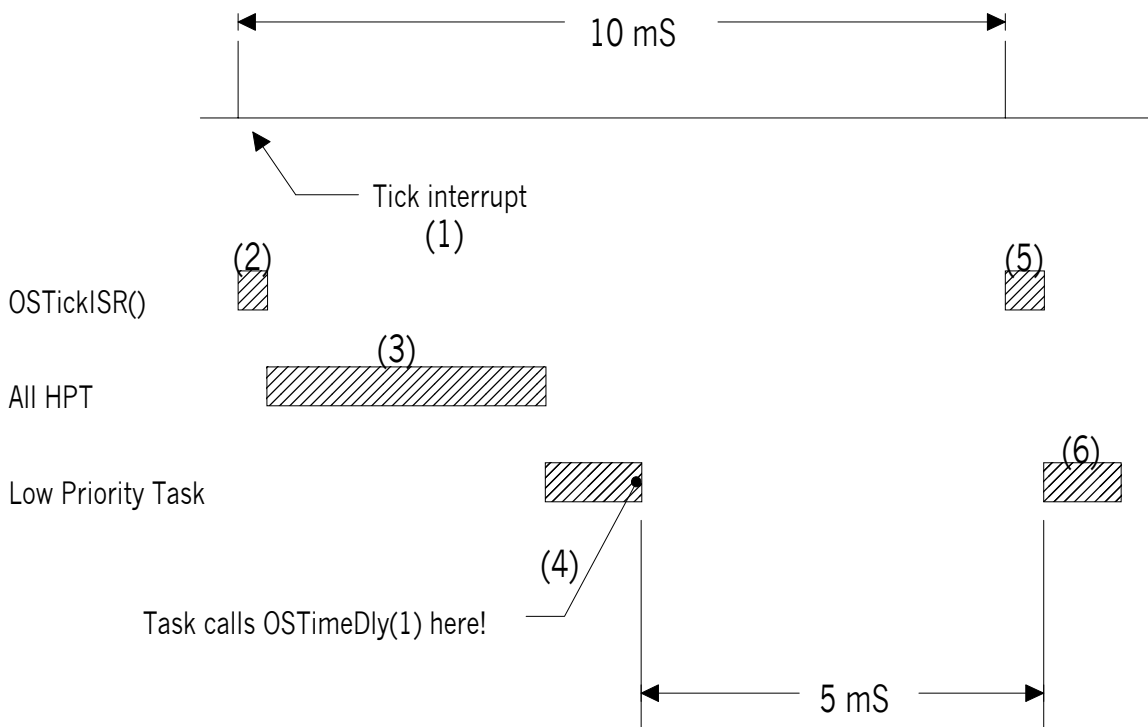 10 mS
Tick interrupt
(1)
(2)
(5)
OSTickISR()
(3)
All HPT
(6)
Low Priority Task
(4)
Task calls OSTimeDly(1) here!
5 mS